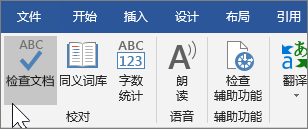 文件 开始 插入 设计 布局 引用
ABC
检查文档
同义词库
ABC
123
字数
统计
A
朗
读
检查
辅助功能
翻译
校对 语音 辅助功能